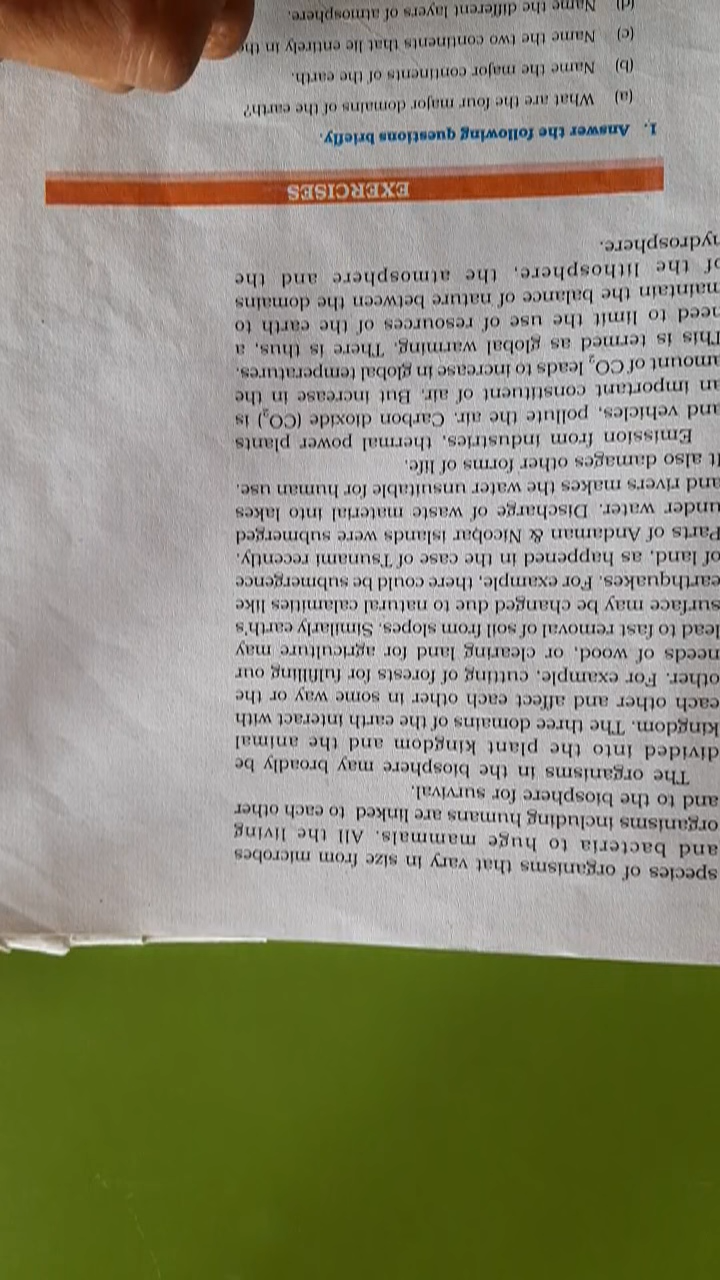 species of organisms that vary in size from microbes
and bacteria to huge mammals. All the living
organisms including humans are linked to each other
and to the biosphere for survival.
The organisms in the biosphere may broadly be
divided into the plant kingdom and the animal
kingdom. The three domains of the earth interact with
each other and affect each other in some way or the
other. For example, cutting of forests for fulfilling our
needs of wood, or clearing land for agriculture may
lead to fast removal of soil from slopes. Similarly earth's
surface may be changed due to natural calamities like
earthquakes. For example, there could be submergence
of land, as happened in the case of Tsunami recently.
Parts of Andaman & Nicobar islands were submerged
under water. Discharge of waste material into lakes
and rivers makes the water unsuitable for human use.
It also damages other forms of life.
Emission from industries, thermal power plants
and vehicles, pollute the air. Carbon dioxide (CO₂) is
an important constituent of air. But increase in the
amount of CO₂ leads to increase in global temperatures.
This is termed as global warming. There is thus, a
need to limit the use of resources of the earth to
maintain the balance of nature between the domains
of the lithosphere, the atmosphere and the
hydrosphere.
EXERCISES
1. Answer the following questions briefly.
(a) What are the four major domains of the earth?
(b) Name the major continents of the earth.
(c) Name the two continents that lie entirely in the
(d) Name the different layers of atmosphere.